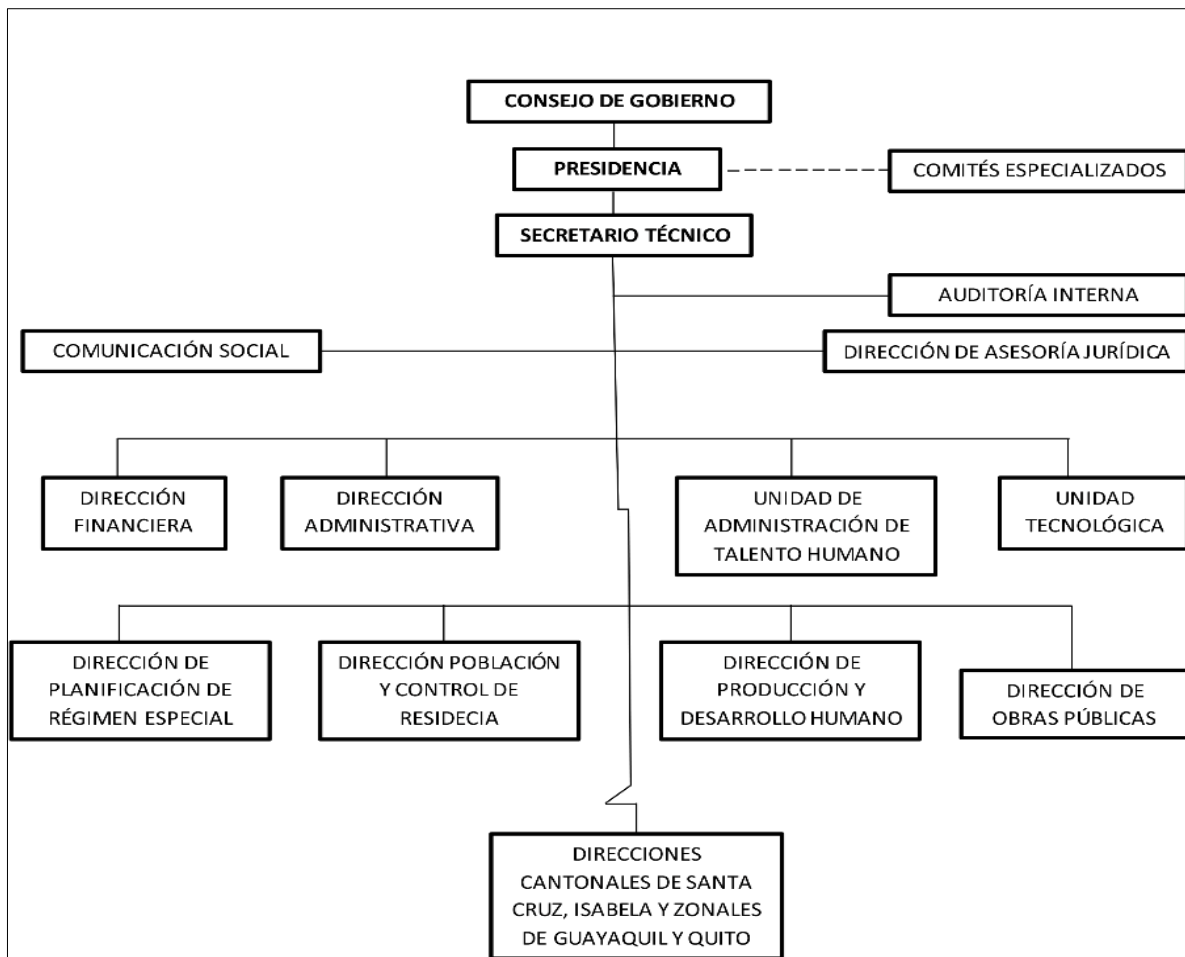 CONSEJO DE GOBIERNO
PRESIDENCIA
COMITÉS ESPECIALIZADOS
SECRETARIO TÉCNICO
AUDITORÍA INTERNA
COMUNICACIÓN SOCIAL
DIRECCIÓN DE ASESORÍA JURÍDICA
DIRECCIÓN
FINANCIERA
DIRECCIÓN
ADMINISTRATIVA
UNIDAD DE
ADMINISTRACIÓN DE
TALENTO HUMANO
UNIDAD
TECNOLÓGICA
DIRECCIÓN DE
PLANIFICACIÓN DE
RÉGIMEN ESPECIAL
DIRECCIÓN POBLACIÓN
Y CONTROL DE
RESIDECIA
DIRECCIÓN DE
PRODUCCIÓN Y
DESARROLLO HUMANO
DIRECCIÓN DE
OBRAS PÚBLICAS
DIRECCIONES
CANTONALES DE SANTA
CRUZ, ISABELA Y ZONALES
DE GUAYAQUIL Y QUITO